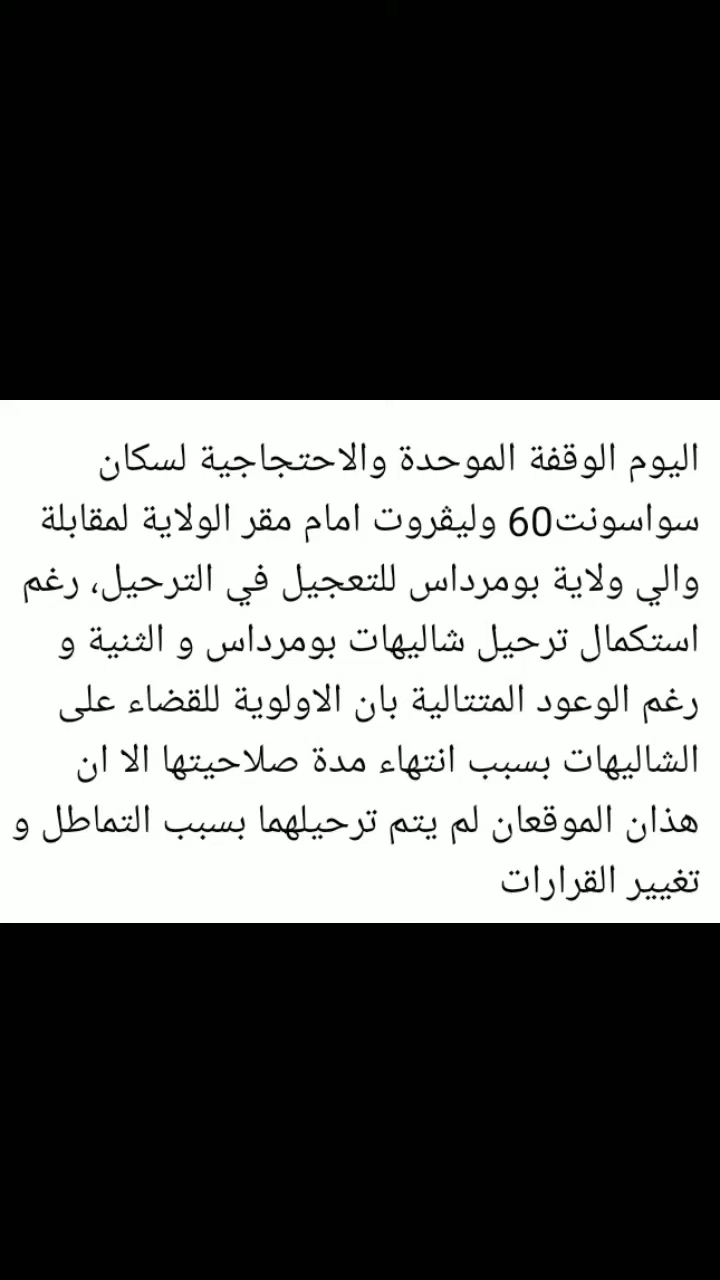 اليوم الوقفة الموحدة والاحتجاجية لسكان
سواسونت60 وليڤروت امام مقر الولاية لمقابلة
والي ولاية بومرداس للتعجيل في الترحيل، رغم
استكمال ترحيل شاليهات بومرداس و الثنية و
رغم الوعود المتتالية بان الاولوية للقضاء على
الشاليهات بسبب انتهاء مدة صلاحيتها الا ان
هذان الموقعان لم يتم ترحيلهما بسبب التماطل و
تغيير القرارات